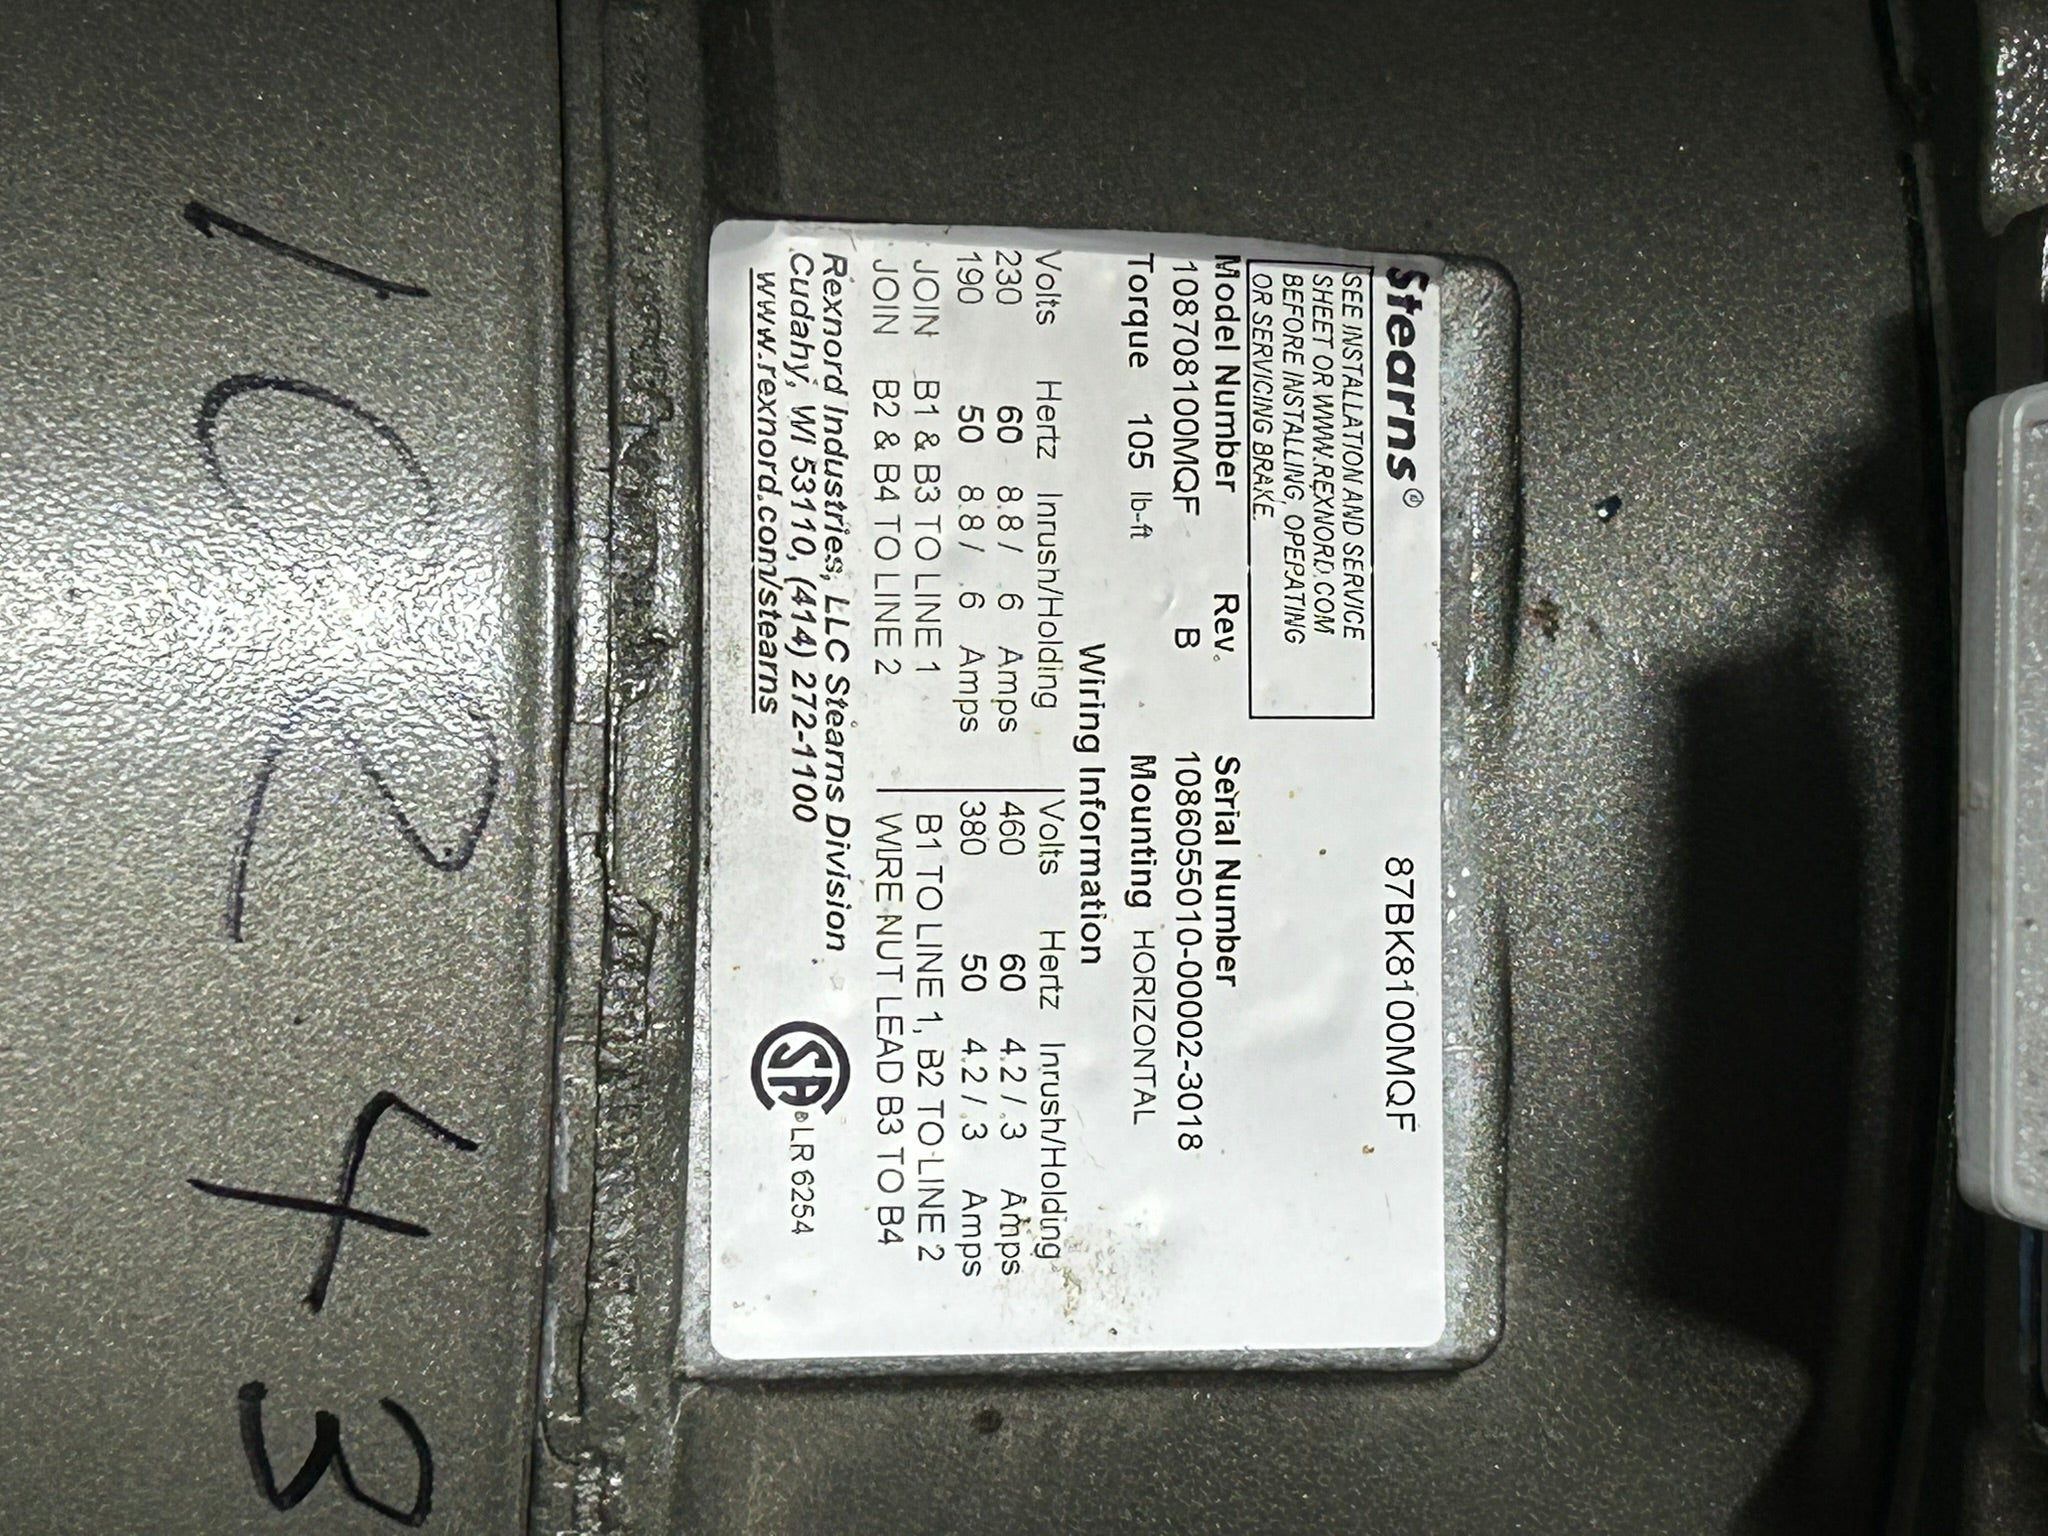 Stearns® 87BK8100MQF
SEE INSTALLATION AND SERVICE
SHEET OR WWW.REXNORD.COM
BEFORE INSTALLING, OPERATING
OR SERVICING BRAKE.
Model Number Rev. Serial Number
108708100MQF B 1086055010-00002-3018
Torque 105 lb-ft Mounting HORIZONTAL
Wiring Information
Volts Hertz Inrush/Holding Volts Hertz Inrush/Holding
230 60 8.8 / .6 Amps 460 60 4.2 / .3 Amps
190 50 8.8 / .6 Amps 380 50 4.2 / .3 Amps
JOIN B1 & B3 TO LINE 1 B1 TO LINE 1, B2 TO LINE 2
JOIN B2 & B4 TO LINE 2 WIRE NUT LEAD B3 TO B4
Rexnord Industries, LLC Stearns Division
Cudahy, WI 53110, (414) 272-1100
www.rexnord.com/stearns
SA ® LR 6254